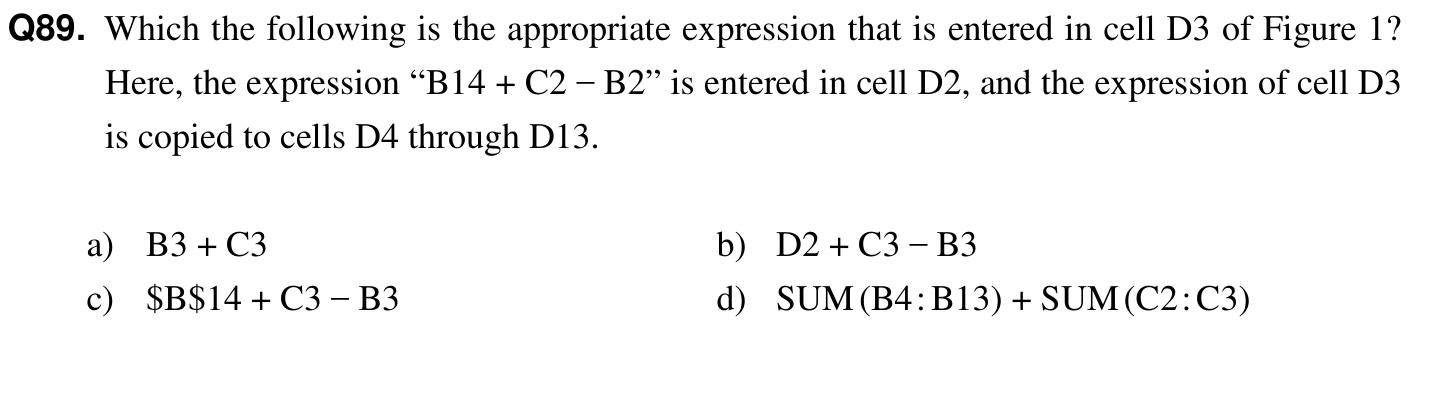 Q89. Which the following is the appropriate expression that is entered in cell D3 of Figure 1?
Here, the expression “B14 + C2 − B2” is entered in cell D2, and the expression of cell D3
is copied to cells D4 through D13.
a) B3 + C3
b) D2 + C3 − B3
c) $B$14 + C3 − B3
d) SUM (B4 : B13) + SUM (C2 : C3)